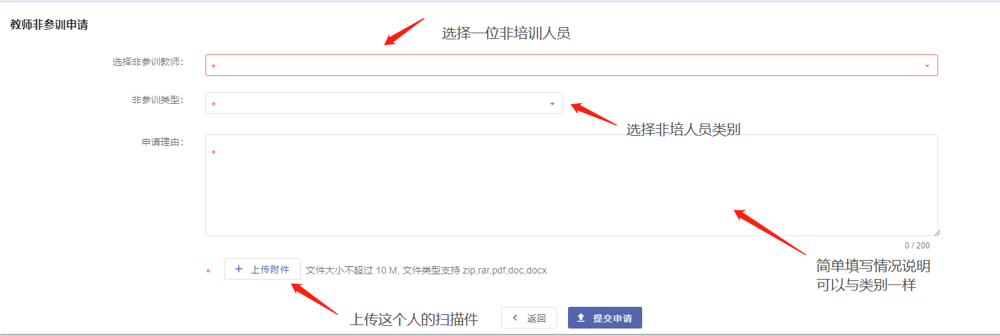 教师非参训申请
选择一位非培训人员
选择非参训教师：
*
非参训类型：
*
选择非培人员类别
申请理由：
*
0 / 200
简单填写情况说明
可以与类别一样
* + 上传附件 文件大小不超过 10 M, 文件类型支持 zip,rar,pdf,doc,docx
上传这个人的扫描件
返回
提交申请